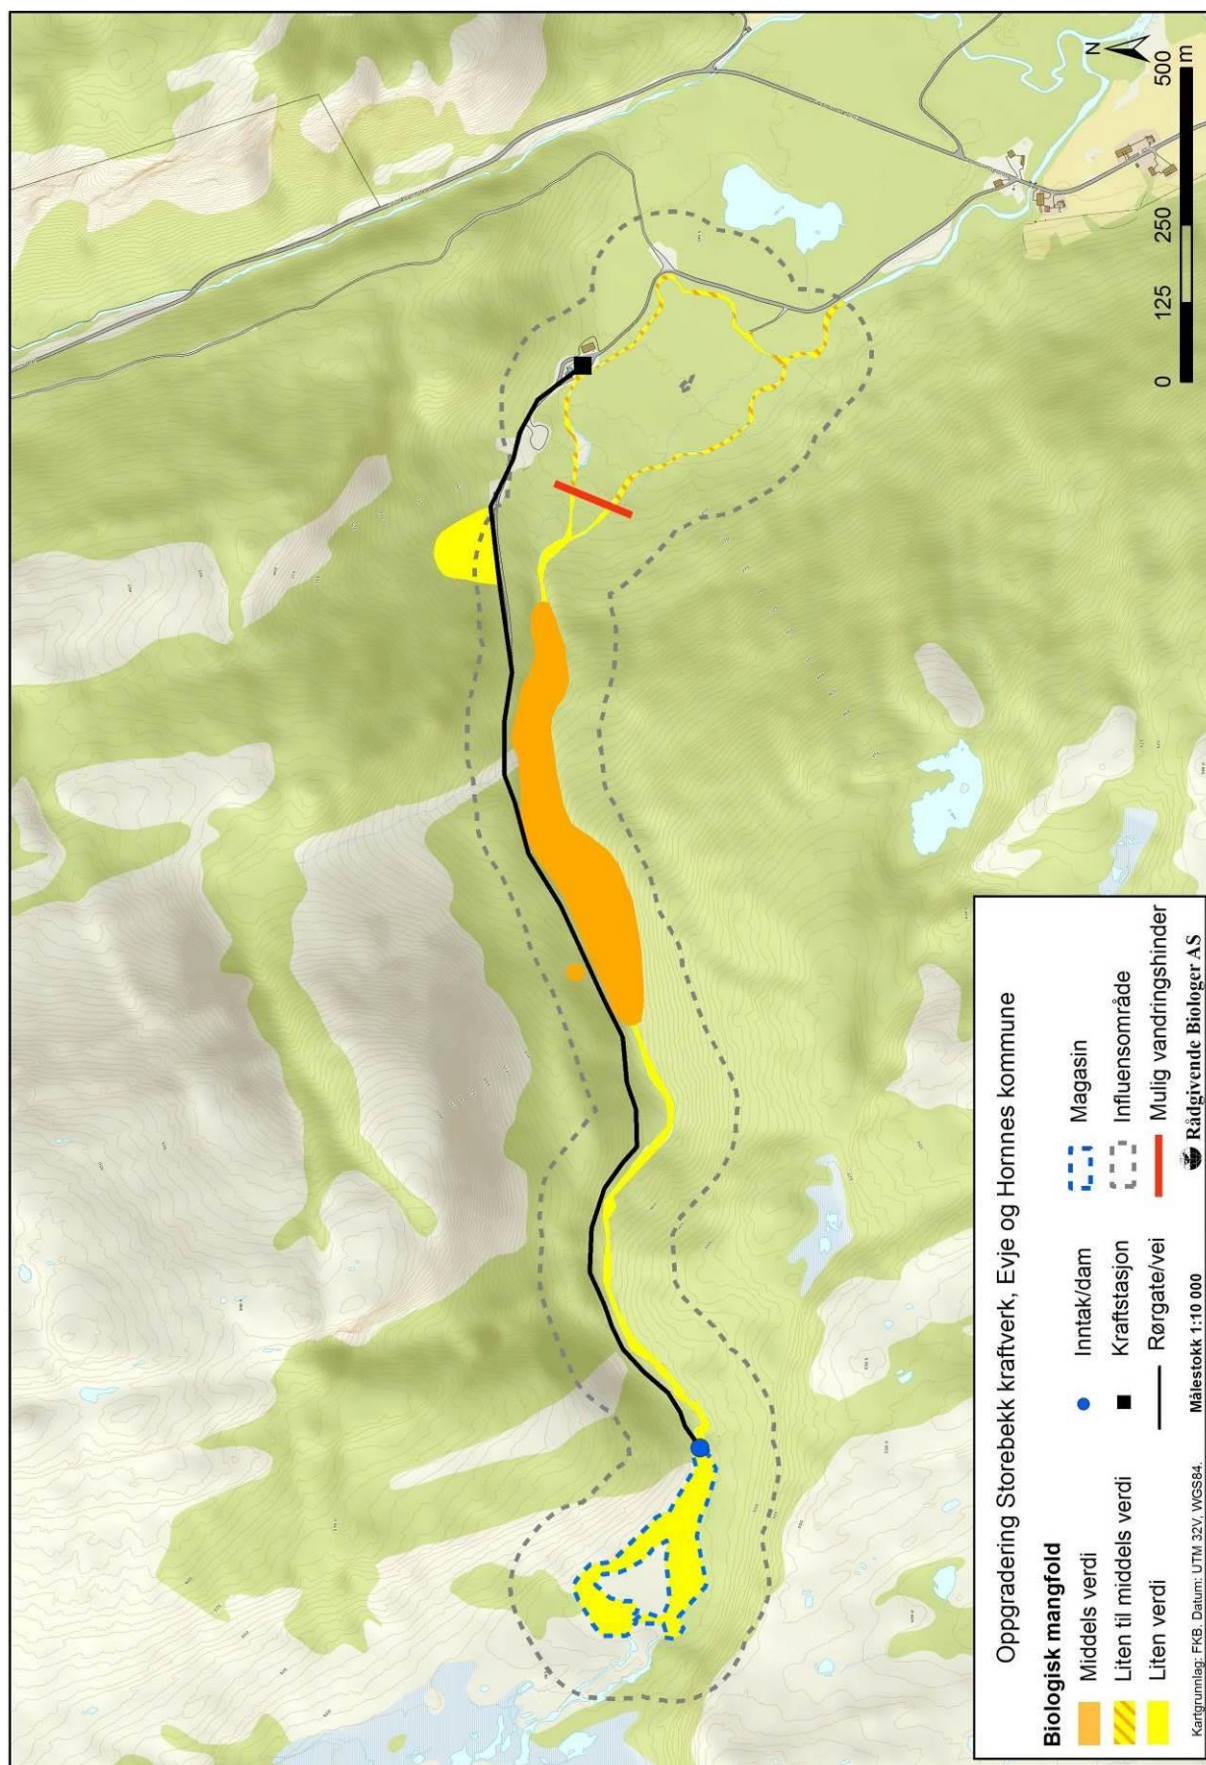 N
0 125 250 500 m
Oppgradering Storebekk kraftverk, Evje og Hornnes kommune
Biologisk mangfold
Middels verdi
Liten til middels verdi
Liten verdi
Inntak/dam
Kraftstasjon
Rørgate/vei
Magasin
Influensområde
Mulig vandringshinder
Kartgrunnlag: FKB. Datum: UTM 32V, WGS84. Målestokk 1:10 000 Rådgivende Biologer AS